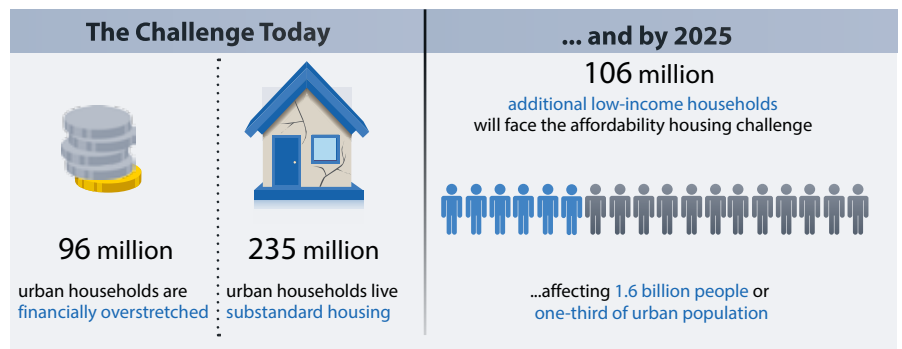 The Challenge Today
96 million
urban households are
financially overstretched
235 million
urban households live
substandard housing
... and by 2025
106 million
additional low-income households
will face the affordability housing challenge
...affecting 1.6 billion people or
one-third of urban population